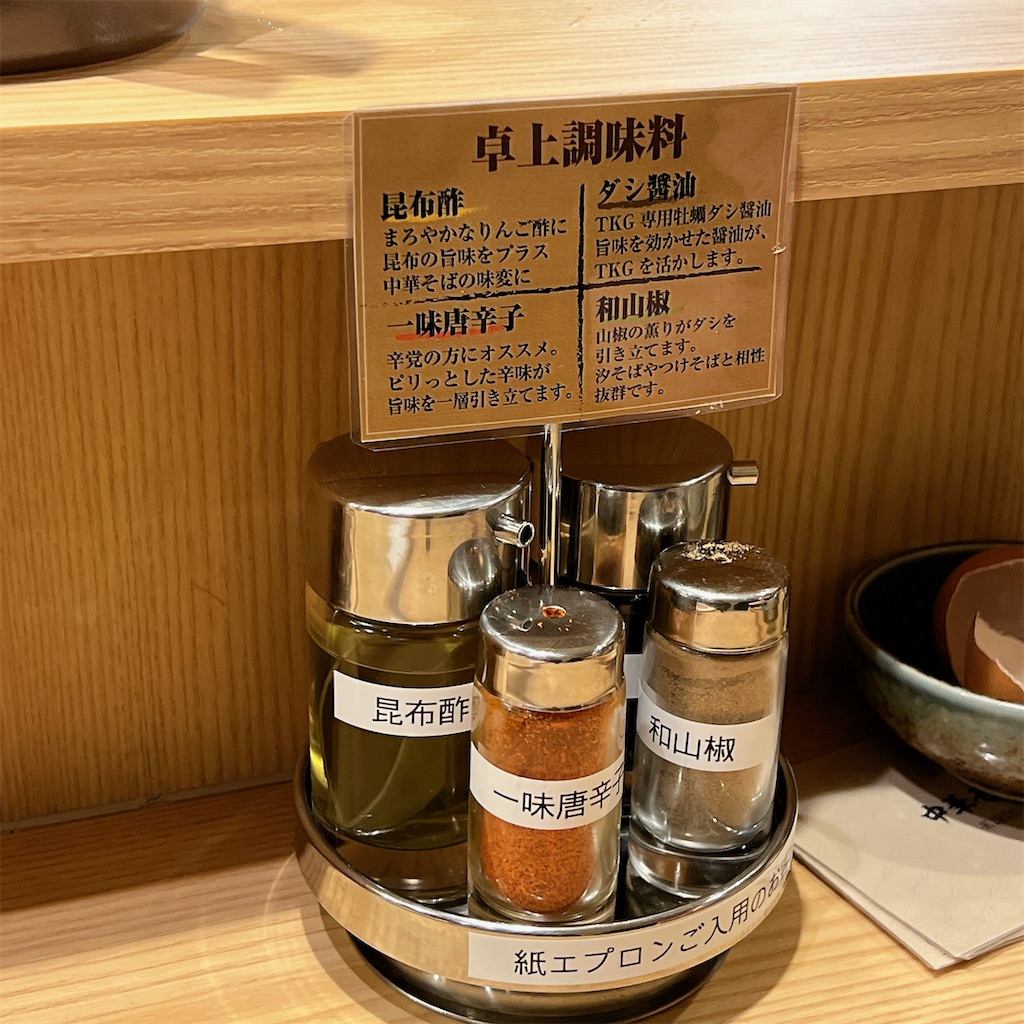 卓上調味料
昆布酢
まろやかなりんご酢に
昆布の旨味をプラス
中華そばの味変に
ダシ醤油
TKG 専用牡蠣ダシ醤油
旨味を効かせた醤油が、
TKG を活かします。
一味唐辛子
辛党の方にオススメ。
ピリっとした辛味が
旨味を一層引き立てます。
和山椒
山椒の薫りがダシを
引き立てます。
汐そばやつけそばと相性
抜群です。
昆布酢
一味唐辛子
和山椒
紙エプロンご入用のお
中華